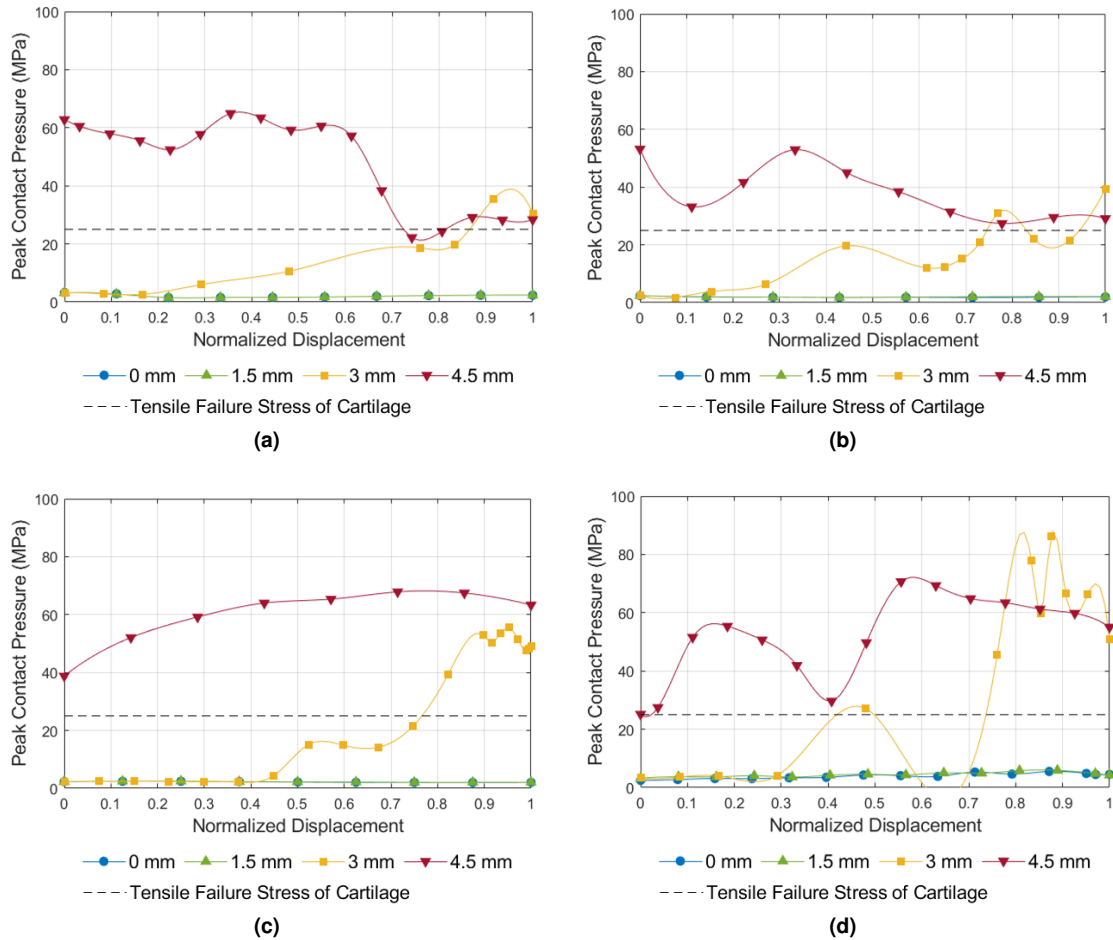 100
80
60
40
20
0
Peak Contact Pressure (MPa)
0 0.1 0.2 0.3 0.4 0.5 0.6 0.7 0.8 0.9 1
Normalized Displacement
0 mm 1.5 mm 3 mm 4.5 mm
Tensile Failure Stress of Cartilage
(a)
100
80
60
40
20
0
Peak Contact Pressure (MPa)
0 0.1 0.2 0.3 0.4 0.5 0.6 0.7 0.8 0.9 1
Normalized Displacement
0 mm 1.5 mm 3 mm 4.5 mm
Tensile Failure Stress of Cartilage
(b)
100
80
60
40
20
0
Peak Contact Pressure (MPa)
0 0.1 0.2 0.3 0.4 0.5 0.6 0.7 0.8 0.9 1
Normalized Displacement
0 mm 1.5 mm 3 mm 4.5 mm
Tensile Failure Stress of Cartilage
(c)
100
80
60
40
20
0
Peak Contact Pressure (MPa)
0 0.1 0.2 0.3 0.4 0.5 0.6 0.7 0.8 0.9 1
Normalized Displacement
0 mm 1.5 mm 3 mm 4.5 mm
Tensile Failure Stress of Cartilage
(d)